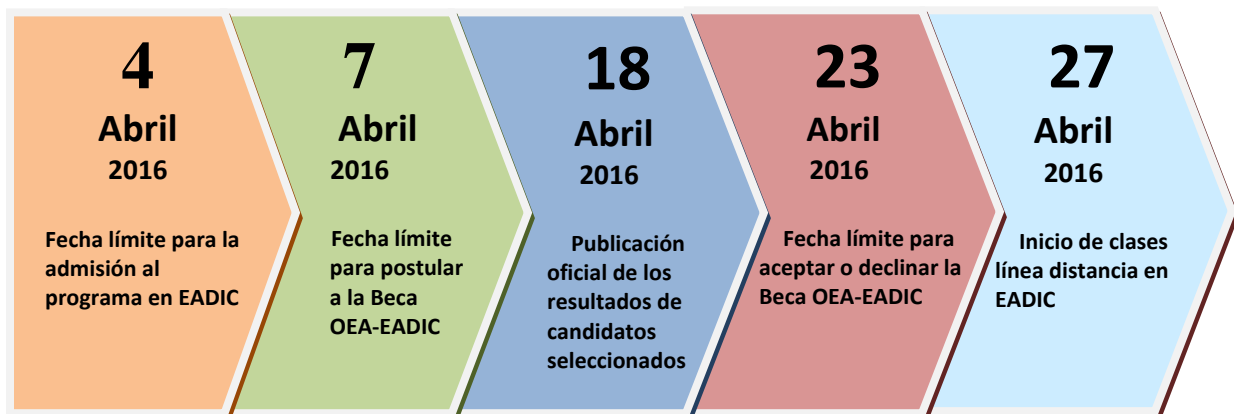 4
Abril
2016
Fecha límite para la
admisión al
programa en EADIC
7
Abril
2016
Fecha límite
para postular
a la Beca
OEA-EADIC
18
Abril
2016
Publicación
oficial de los
resultados de
candidatos
seleccionados
23
Abril
2016
Fecha límite para
aceptar o declinar la
Beca OEA-EADIC
27
Abril
2016
Inicio de clases
línea distancia en
EADIC